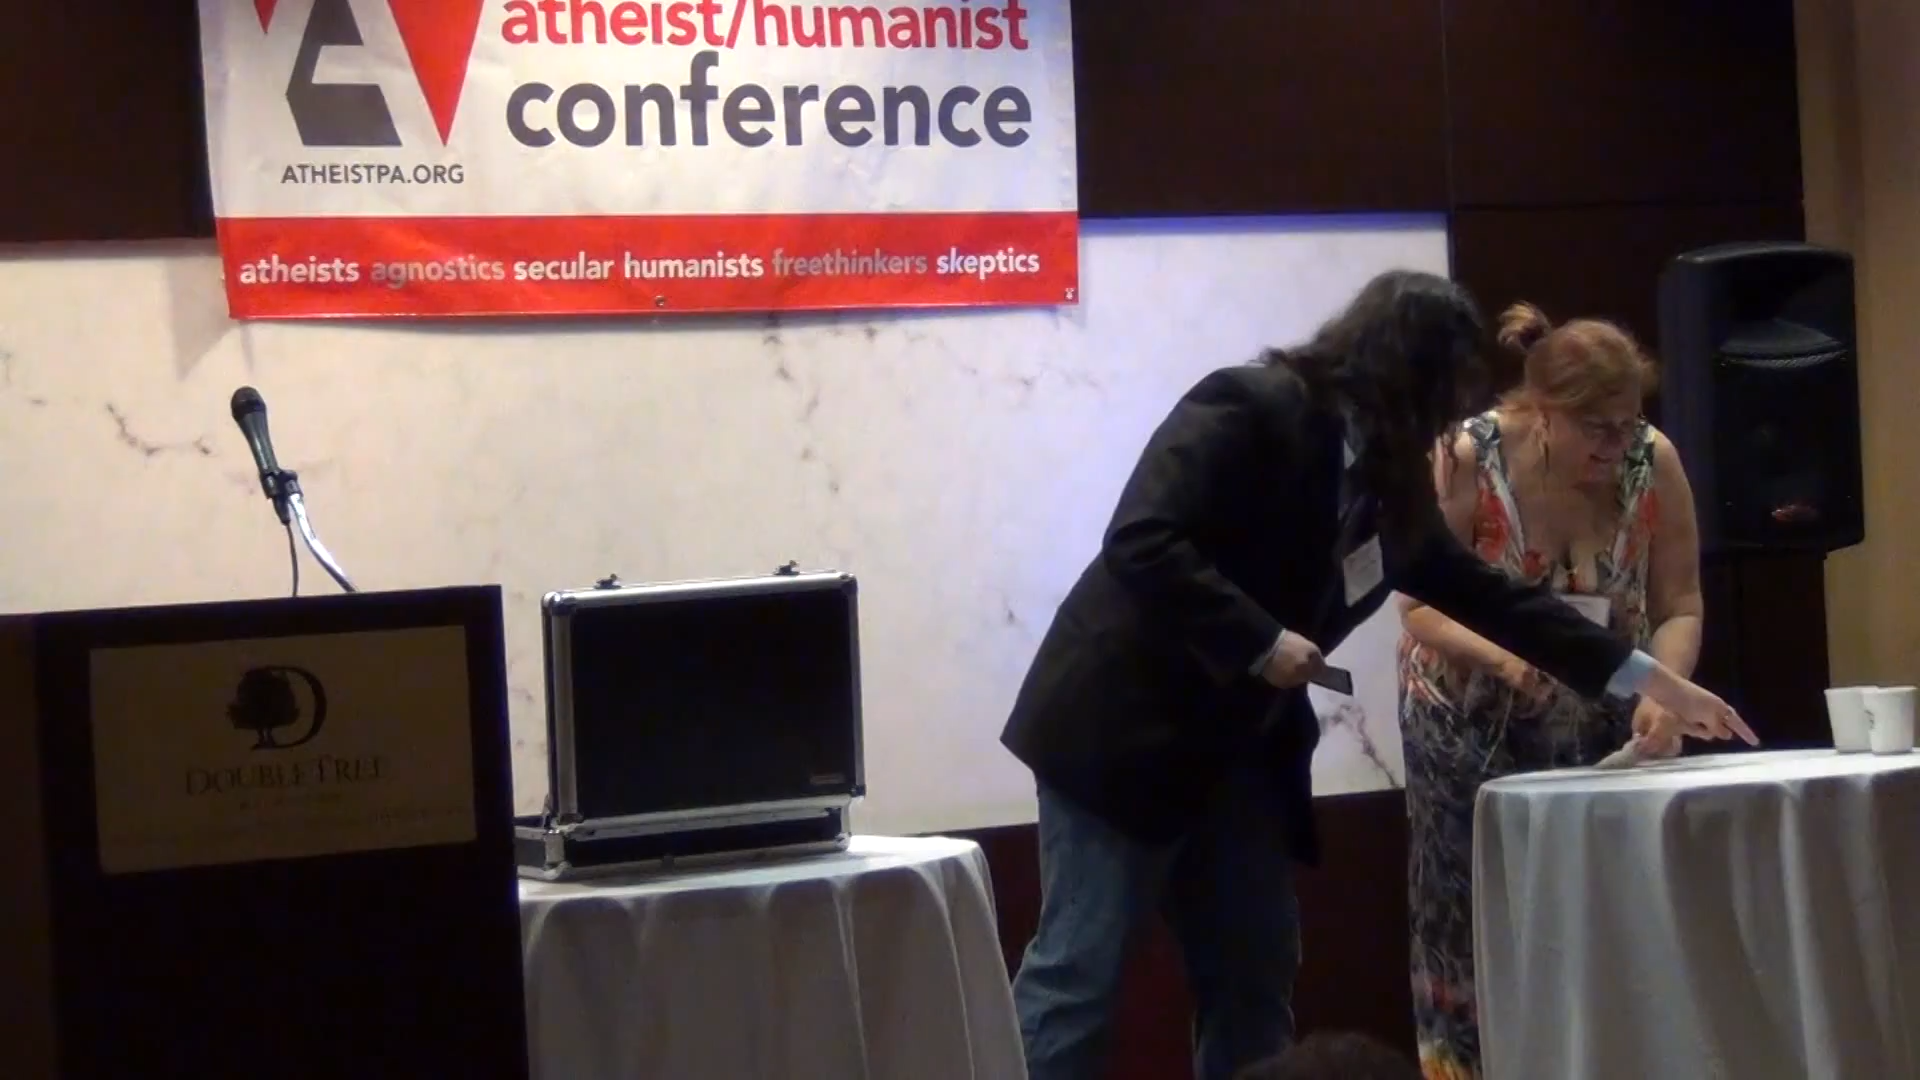 atheist/humanist
conference
ATHEISTPA.ORG
atheists agnostics secular humanists freethinkers skeptics
D
DOUBLETREE